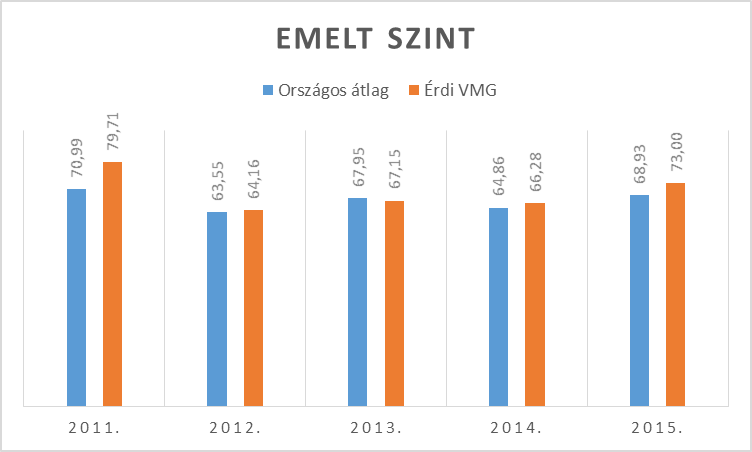 EMELT SZINT
Országos átlag Érdi VMG
70,99 79,71 63,55 64,16 67,95 67,15 64,86 66,28 68,93 73,00
2011. 2012. 2013. 2014. 2015.